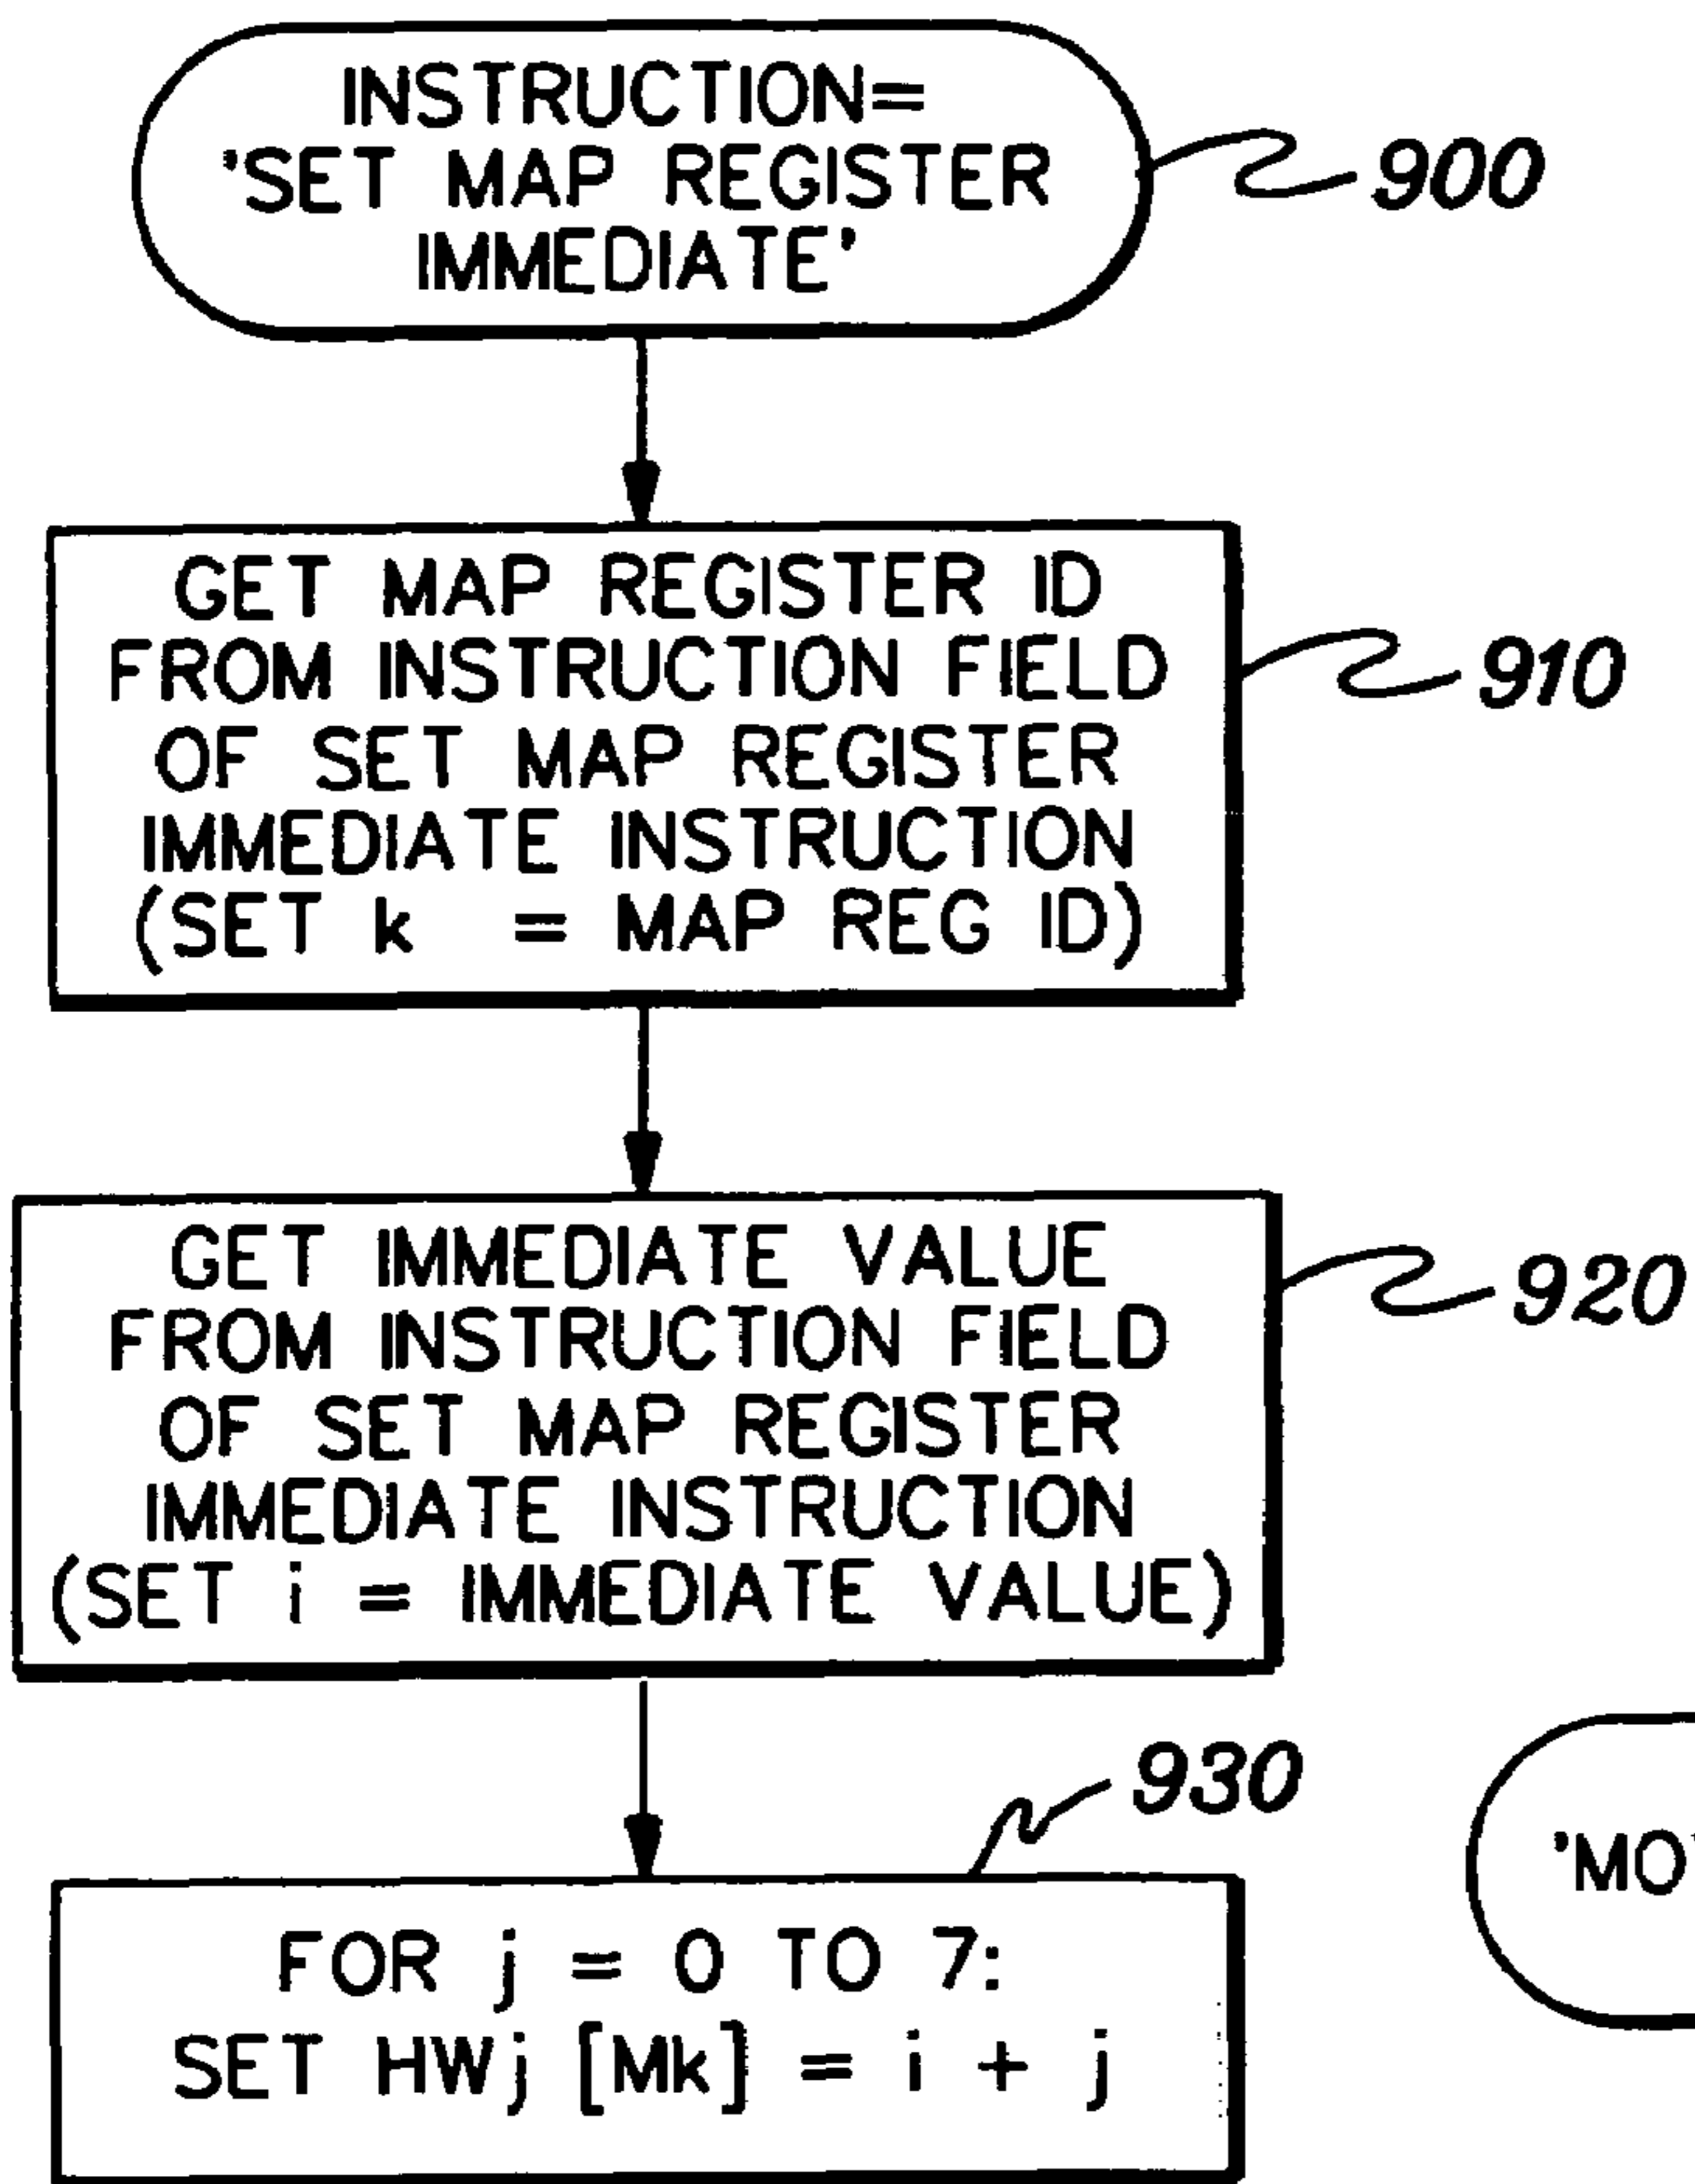 INSTRUCTION=
'SET MAP REGISTER
IMMEDIATE'
900
GET MAP REGISTER ID
FROM INSTRUCTION FIELD
OF SET MAP REGISTER
IMMEDIATE INSTRUCTION
(SET k = MAP REG ID)
910
GET IMMEDIATE VALUE
FROM INSTRUCTION FIELD
OF SET MAP REGISTER
IMMEDIATE INSTRUCTION
(SET i = IMMEDIATE VALUE)
920
930
FOR j = 0 TO 7:
SET HWj [Mk] = i + j